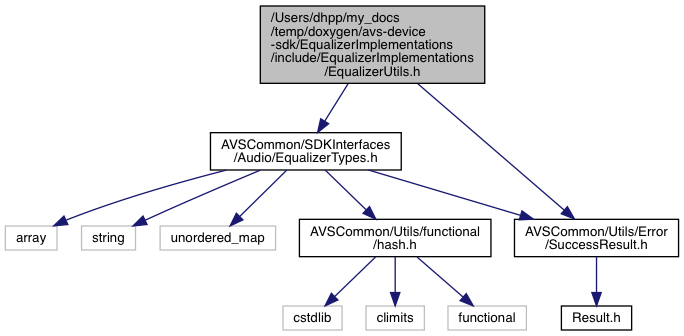 /Users/dhpp/my_docs
/temp/doxygen/avs-device
-sdk/EqualizerImplementations
/include/EqualizerImplementations
/EqualizerUtils.h
AVSCommon/SDKInterfaces
/Audio/EqualizerTypes.h
array
string
unordered_map
AVSCommon/Utils/functional
/hash.h
AVSCommon/Utils/Error
/SuccessResult.h
cstdlib
climits
functional
Result.h